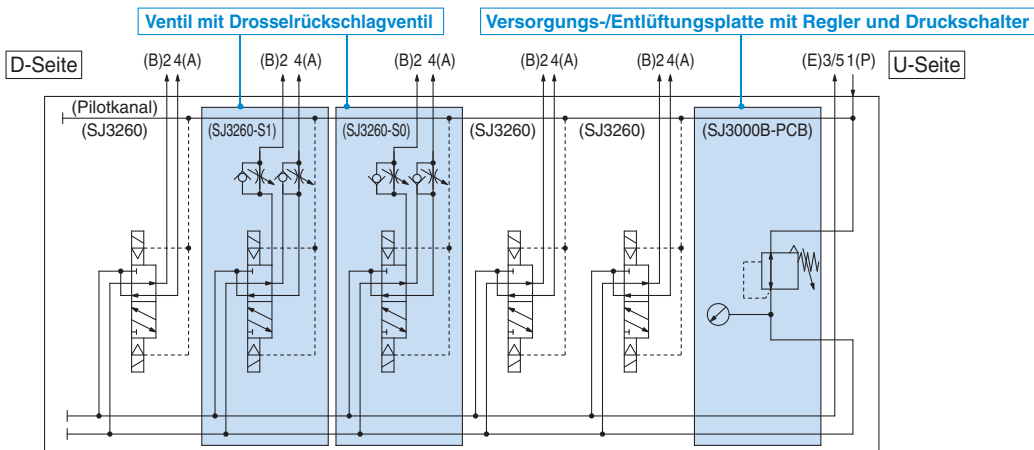 Ventil mit Drosselrückschlagventil
Versorgungs-/Entlüftungsplatte mit Regler und Druckschalter
D-Seite
(B)2 4(A)
(B)2 4(A)
(B)2 4(A)
(B)2 4(A)
(B)2 4(A)
(E)3/5 1(P)
U-Seite
(Pilotkanal)
(SJ3260)
(SJ3260-S1)
(SJ3260-S0)
(SJ3260)
(SJ3260)
(SJ3000B-PCB)